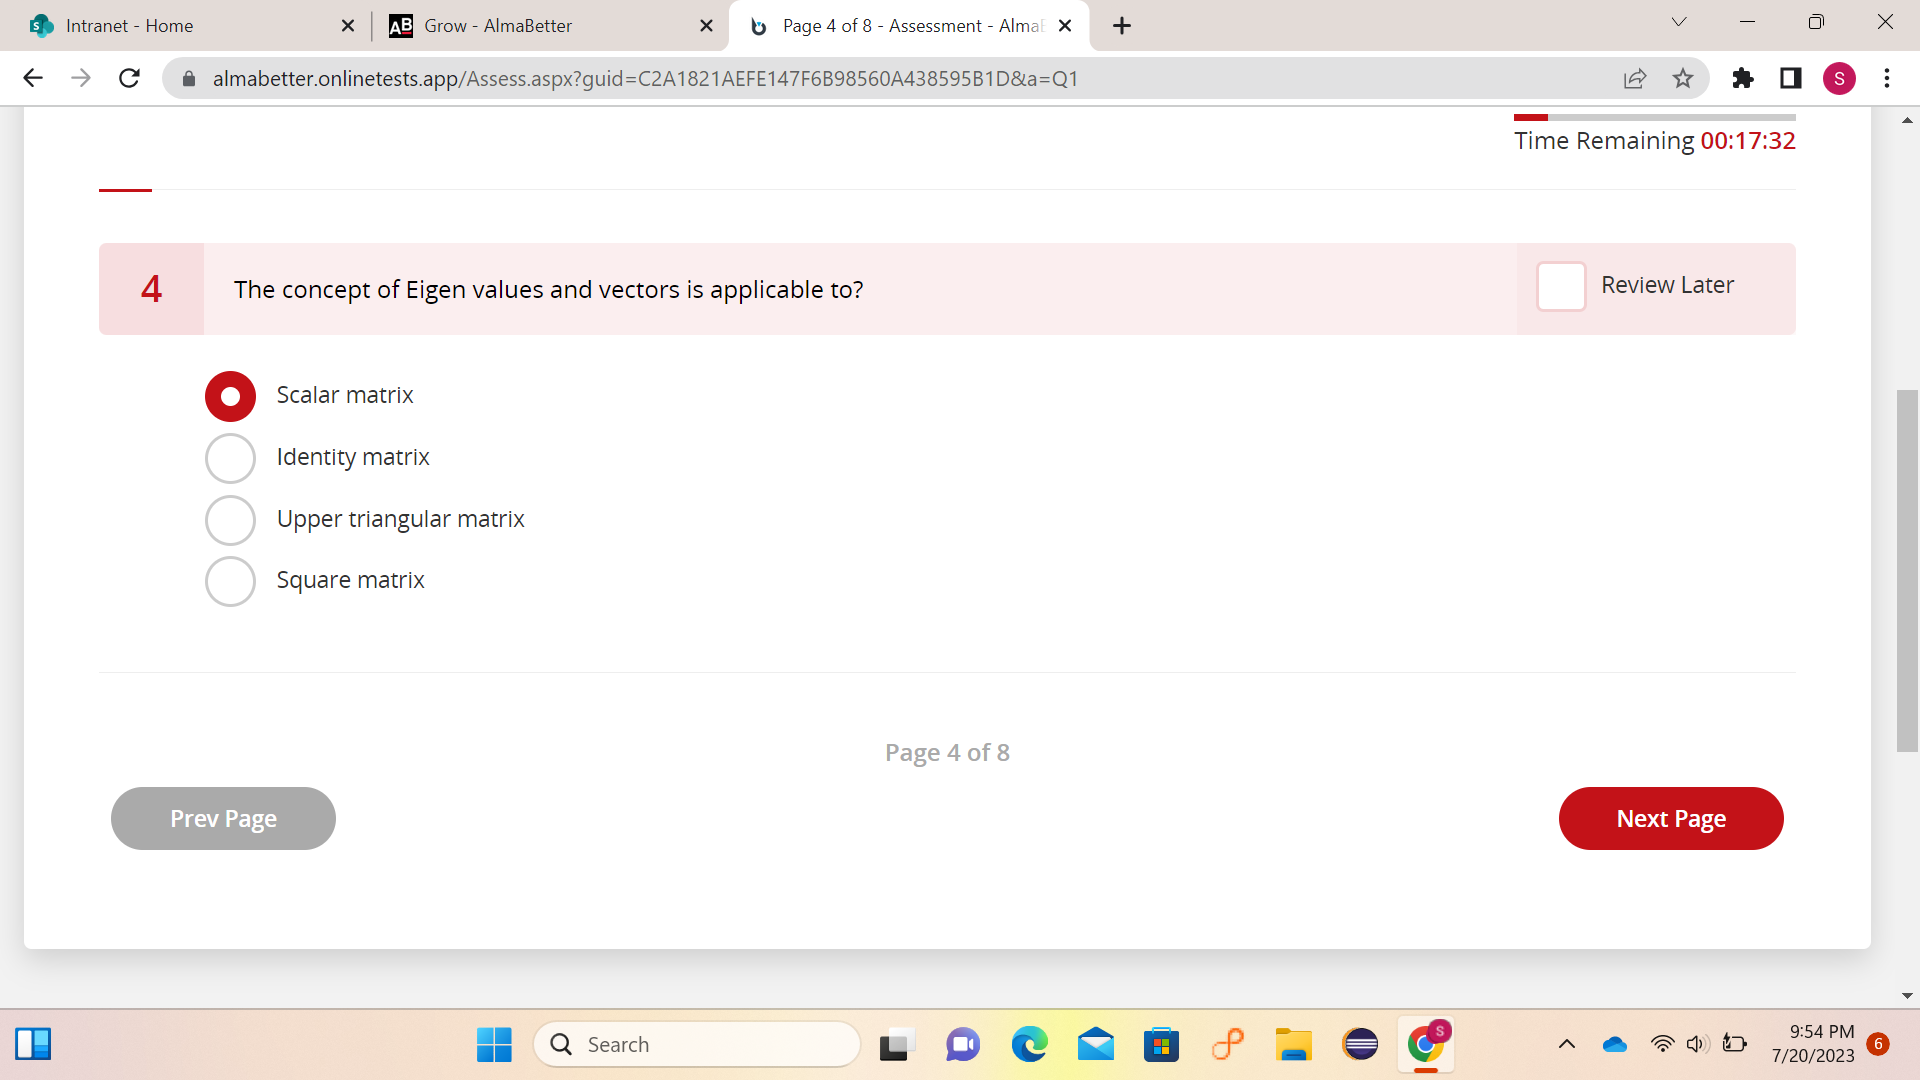 Intranet - Home
Grow - AlmaBetter
Page 4 of 8 - Assessment - Alma
almabetter.onlinetests.app/Assess.aspx?guid=C2A1821AEFE147F6B98560A438595B1D&a=Q1
S
Time Remaining 00:17:32
4
The concept of Eigen values and vectors is applicable to?
Review Later
Scalar matrix
Identity matrix
Upper triangular matrix
Square matrix
Page 4 of 8
Prev Page
Next Page
Search
S
9:54 PM
7/20/2023
6